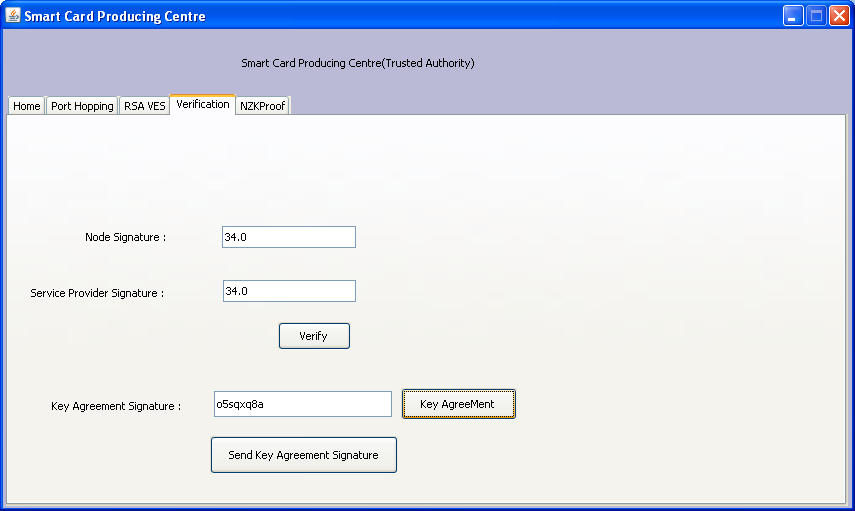 Smart Card Producing Centre
Smart Card Producing Centre(Trusted Authority)
Home Port Hopping RSA VES Verification NZKProof
Node Signature : 34.0
Service Provider Signature : 34.0
Verify
Key Agreement Signature : o5sqxq8a Key AgreeMent
Send Key Agreement Signature